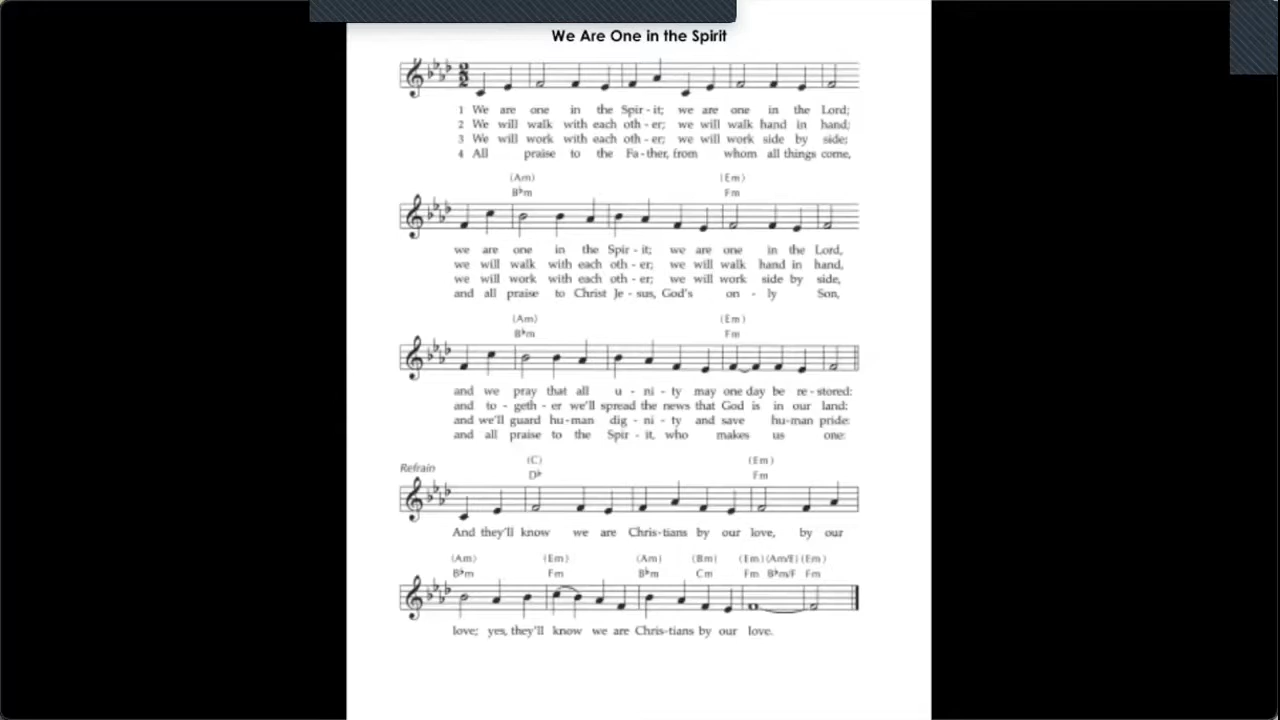 We Are One in the Spirit
1 We are one in the Spir - it; we are one in the Lord;
2 We will walk with each oth - er; we will walk hand in hand;
3 We will work with each oth - er; we will work side by side;
4 All praise to the Fa - ther, from whom all things come,
(Am) (Em)
B♭m Fm
we are one in the Spir - it; we are one in the Lord,
we will walk with each oth - er; we will walk hand in hand,
we will work with each oth - er; we will work side by side,
and all praise to Christ Je - sus, God's on - ly Son,
(Am) (Em)
B♭m Fm
and we pray that all u - ni - ty may one day be re - stored:
and to - geth - er we'll spread the news that God is in our land:
and we'll guard hu - man dig - ni - ty and save hu - man pride:
and all praise to the Spir - it, who makes us one:
(C) (Em)
Refrain D♭ Fm
And they'll know we are Chris - tians by our love, by our
(Am) (Em) (Am) (Bm) (Em) (Am/E) (Em)
B♭m Fm B♭m Cm Fm B♭m/F Fm
love; yes, they'll know we are Chris - tians by our love.